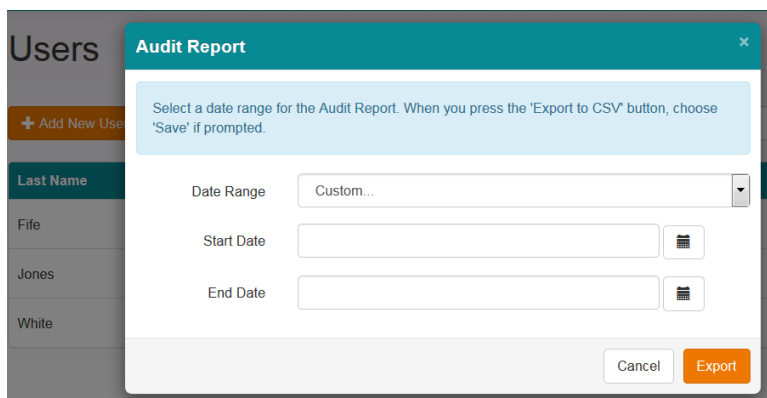 Users
Audit Report
×
Select a date range for the Audit Report. When you press the 'Export to CSV' button, choose
'Save' if prompted.
Add New Use
Last Name
Date Range
Custom...
Fife
Start Date
Jones
End Date
White
Cancel
Export